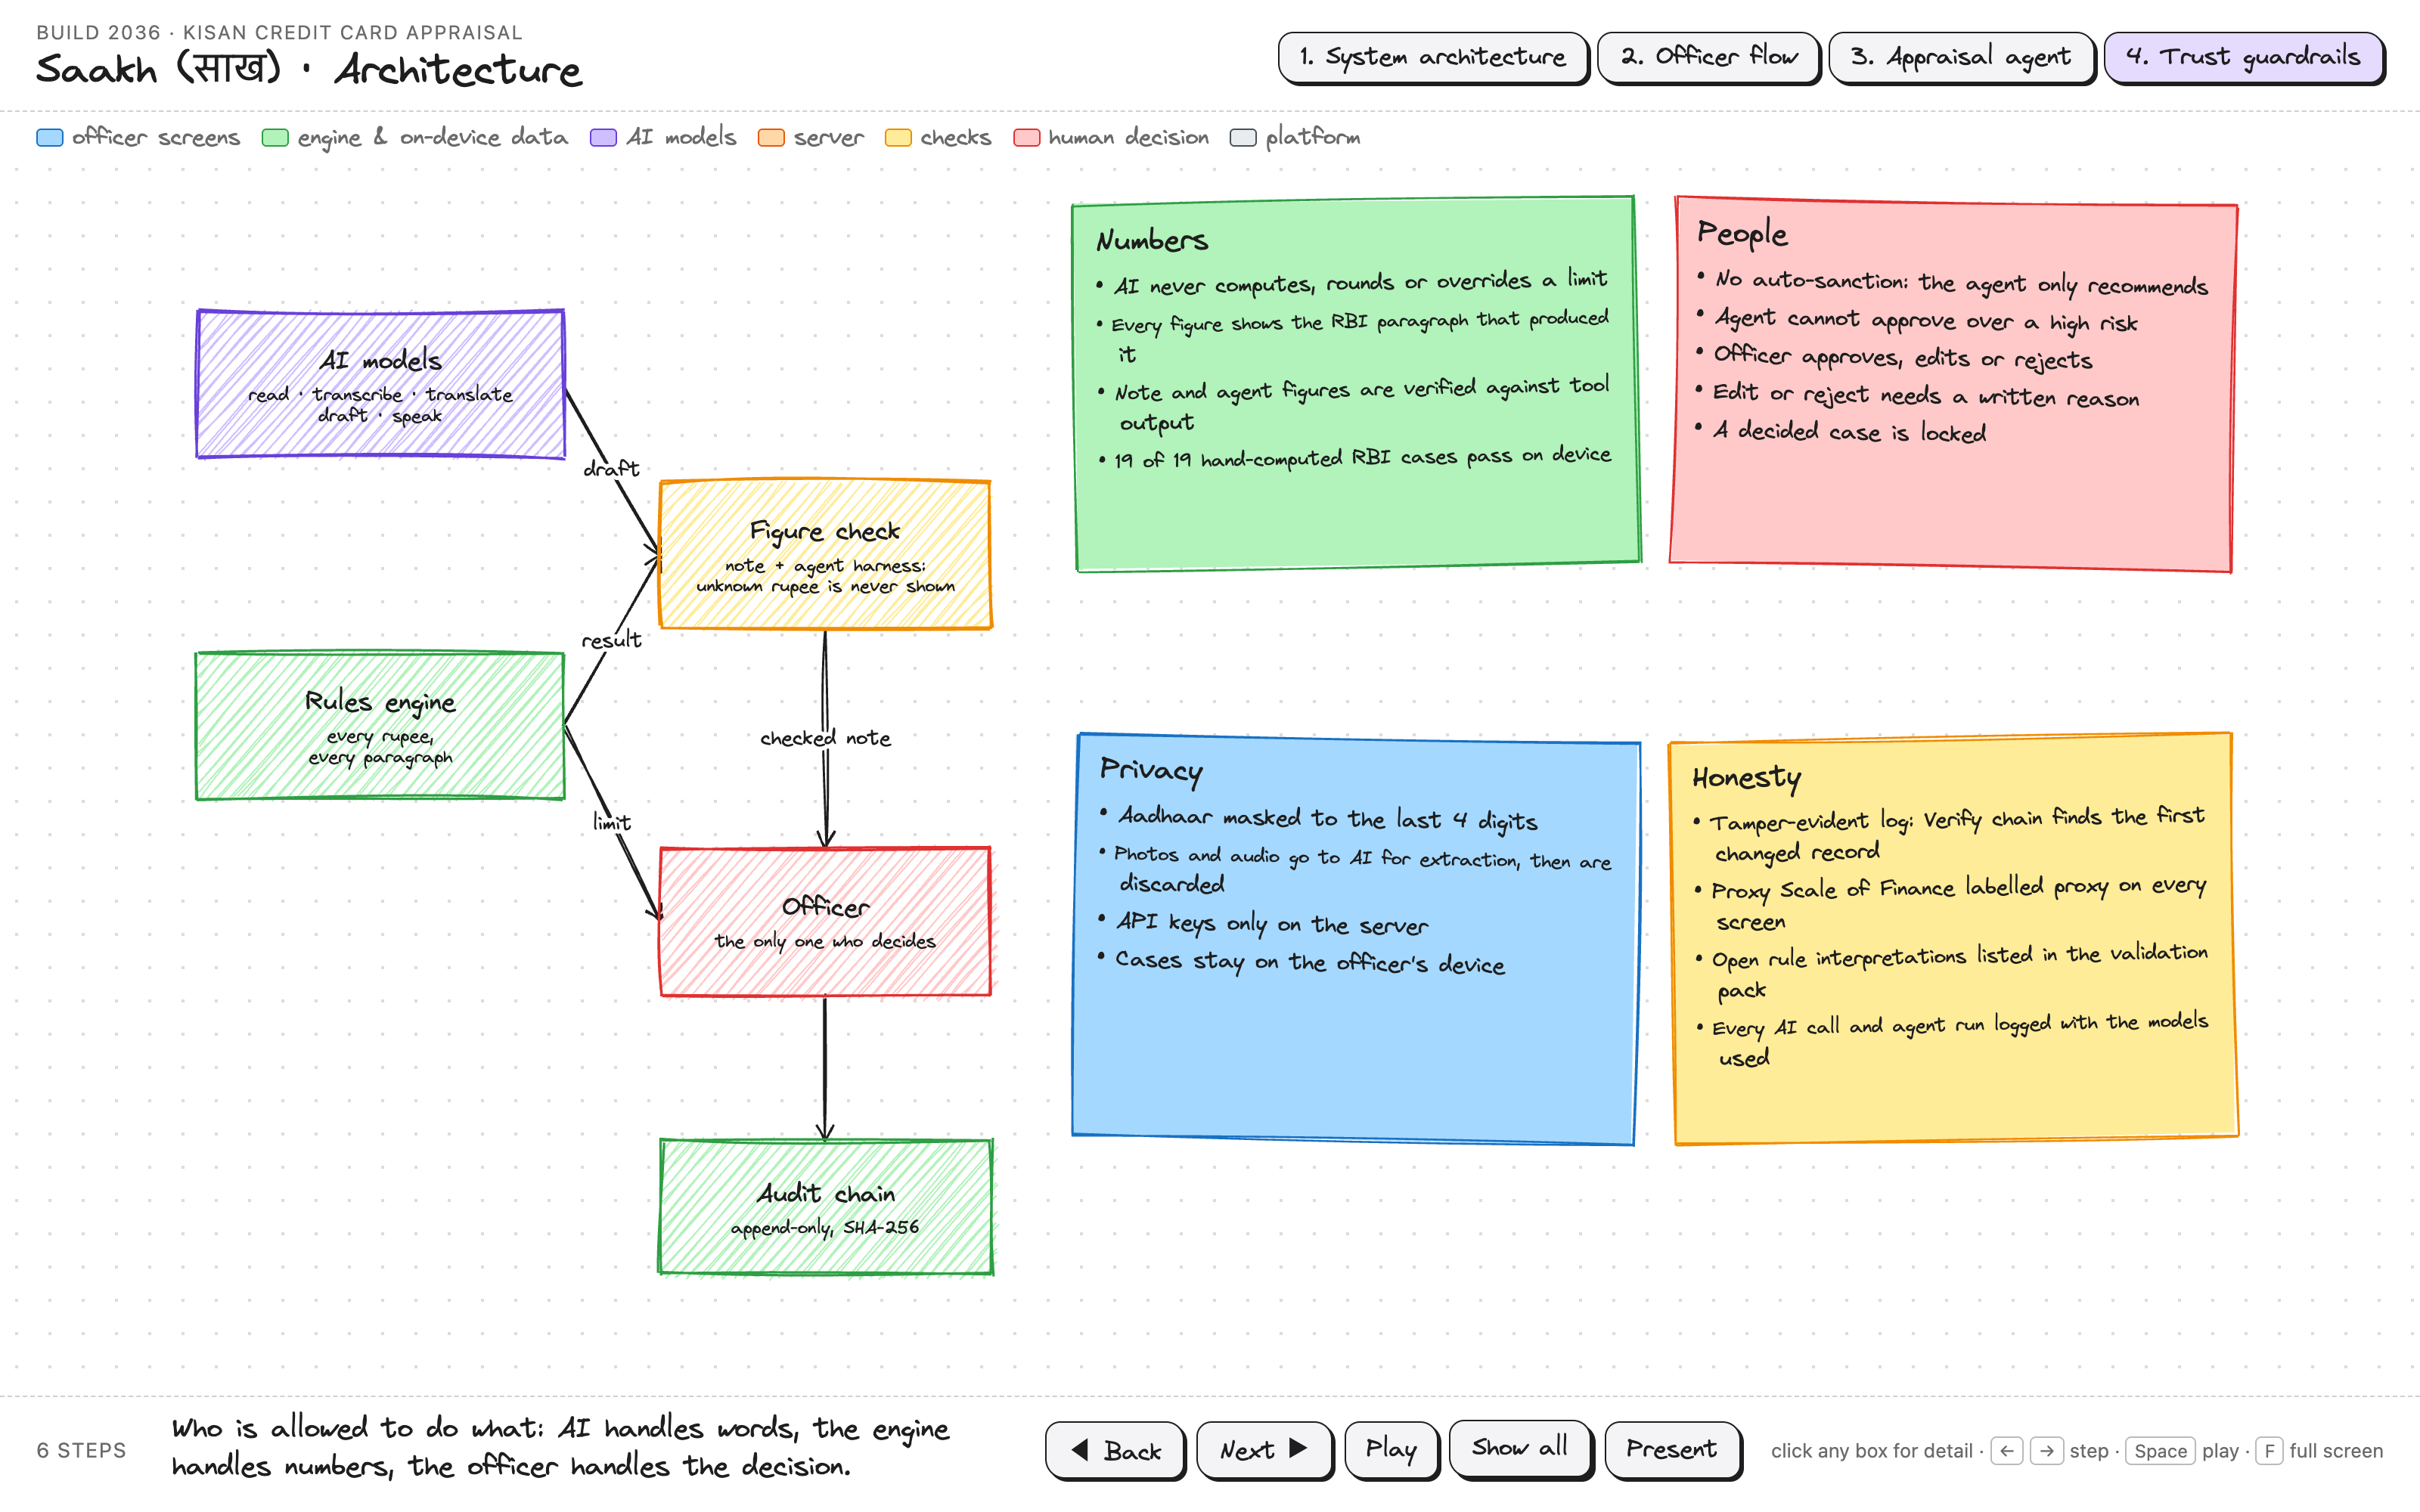 BUILD 2036 · KISAN CREDIT CARD APPRAISAL
Saakh (साख) · Architecture
1. System architecture
2. Officer flow
3. Appraisal agent
4. Trust guardrails
officer screens
engine & on-device data
AI models
server
checks
human decision
platform
AI models
read · transcribe · translate
draft · speak
draft
Figure check
note + agent harness:
unknown rupee is never shown
result
Rules engine
every rupee,
every paragraph
checked note
limit
Officer
the only one who decides
Audit chain
append-only, SHA-256
Numbers
• AI never computes, rounds or overrides a limit
• Every figure shows the RBI paragraph that produced
it
• Note and agent figures are verified against tool
output
• 19 of 19 hand-computed RBI cases pass on device
People
• No auto-sanction: the agent only recommends
• Agent cannot approve over a high risk
• Officer approves, edits or rejects
• Edit or reject needs a written reason
• A decided case is locked
Privacy
• Aadhaar masked to the last 4 digits
• Photos and audio go to AI for extraction, then are
discarded
• API keys only on the server
• Cases stay on the officer's device
Honesty
• Tamper-evident log: Verify chain finds the first
changed record
• Proxy Scale of Finance labelled proxy on every
screen
• Open rule interpretations listed in the validation
pack
• Every AI call and agent run logged with the models
used
6 STEPS
Who is allowed to do what: AI handles words, the engine
handles numbers, the officer handles the decision.
◀ Back
Next ▶
Play
Show all
Present
click any box for detail · ← → step · Space play · F full screen